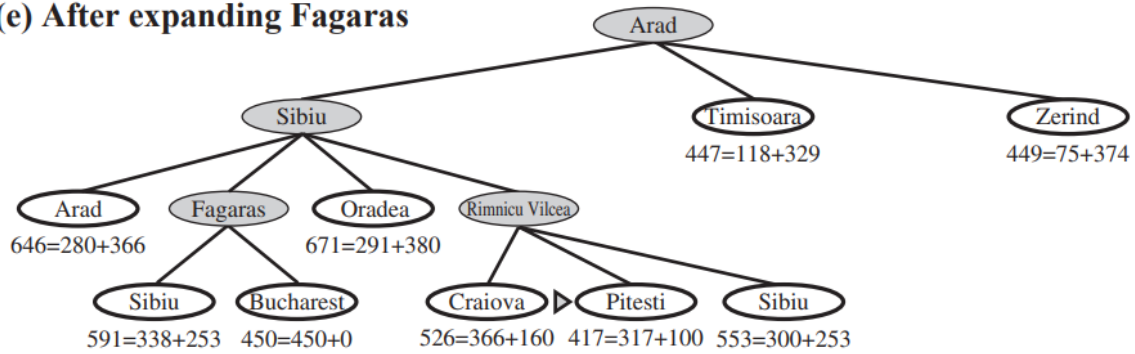 (e) After expanding Fagaras
Arad
Sibiu Timisoara Zerind
447=118+329 449=75+374
Arad Fagaras Oradea Rimnicu Vilcea
646=280+366 671=291+380
Sibiu Bucharest Craiova Pitesti Sibiu
591=338+253 450=450+0 526=366+160 417=317+100 553=300+253